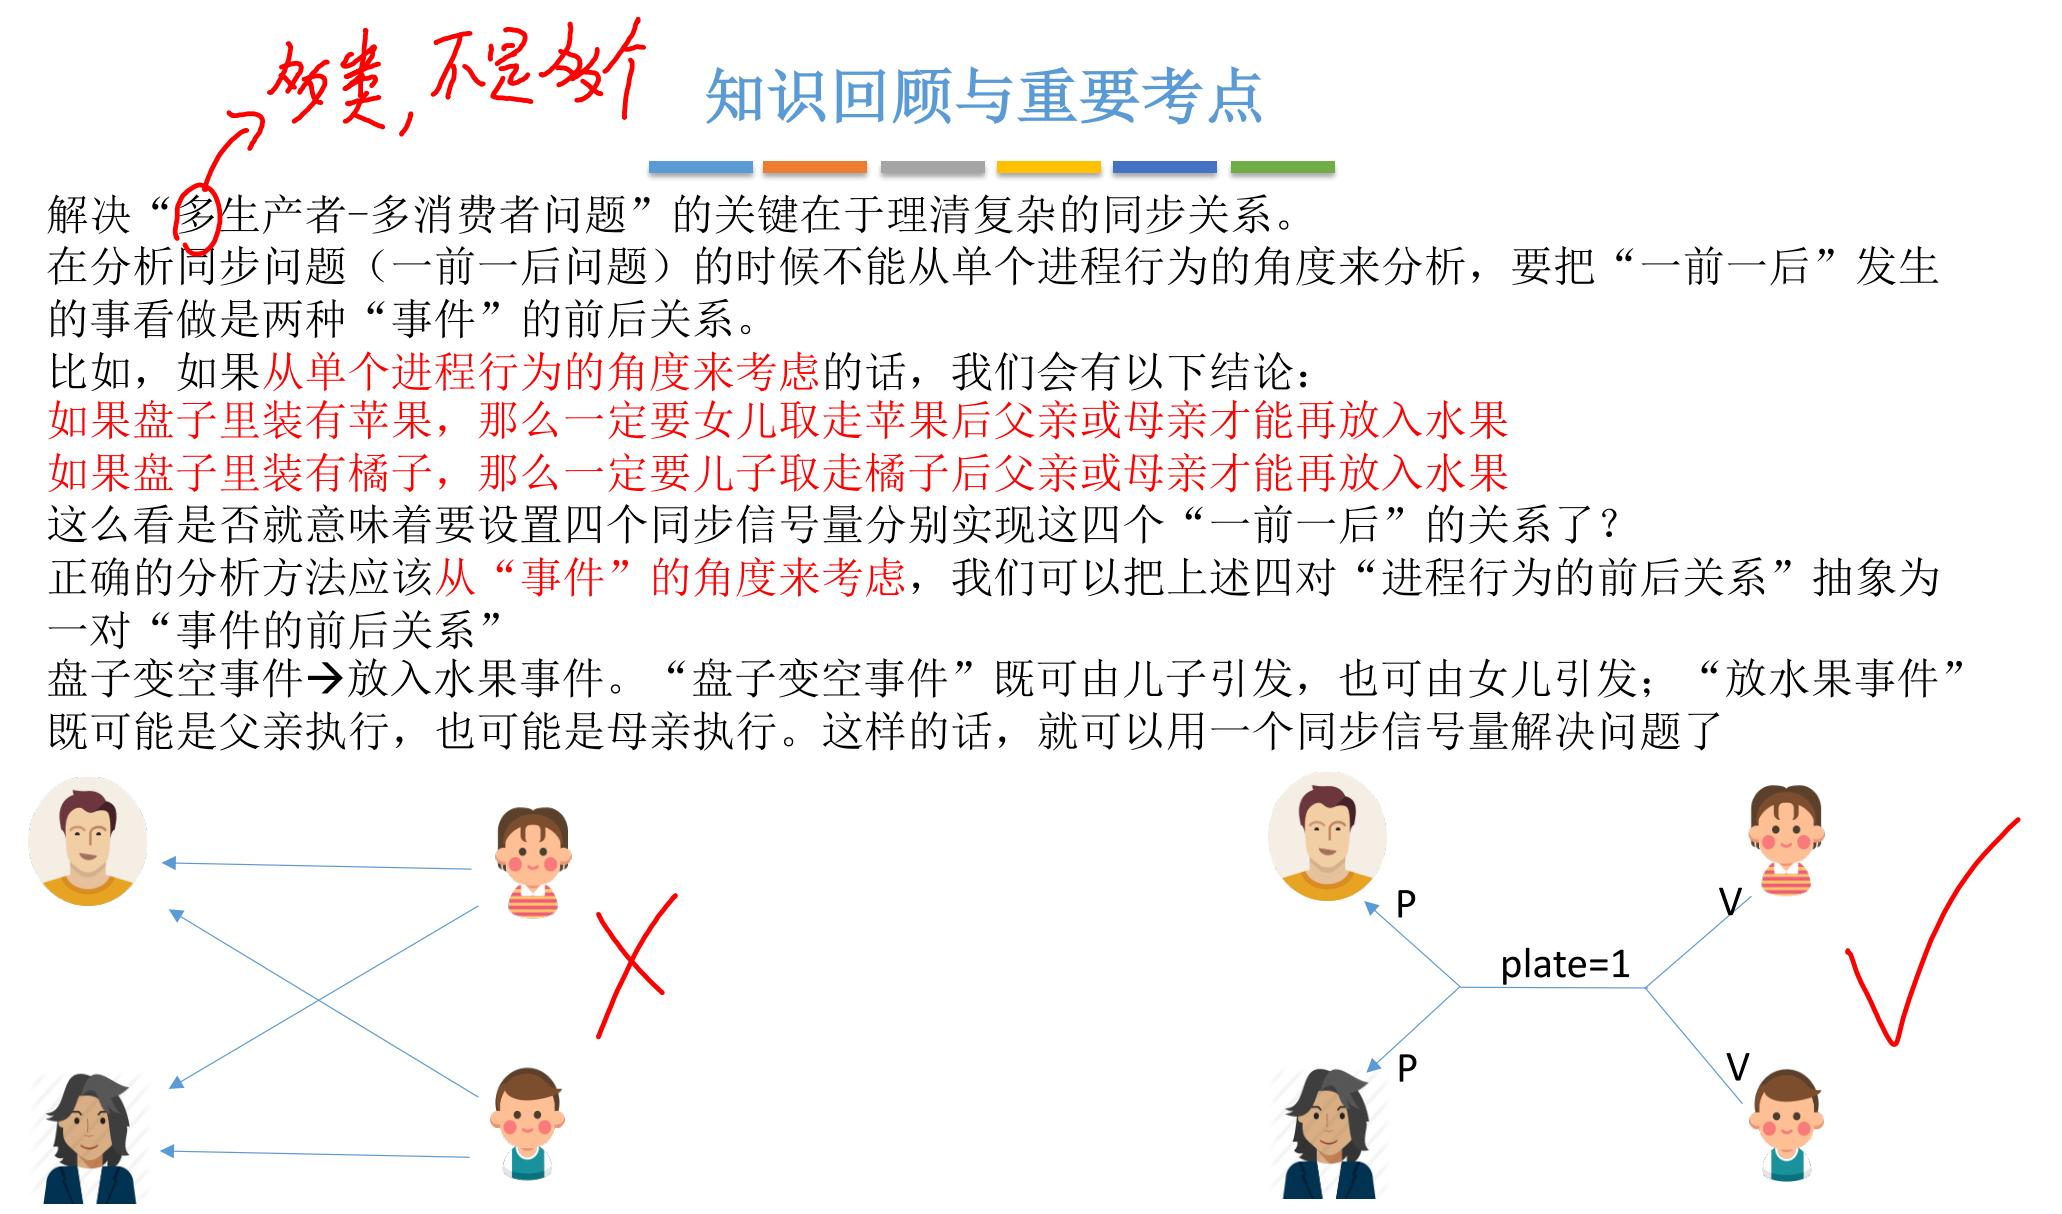 多类，不是多个
知识回顾与重要考点
解决“多生产者-多消费者问题”的关键在于理清复杂的同步关系。
在分析同步问题（一前一后问题）的时候不能从单个进程行为的角度来分析，要把“一前一后”发生
的事看做是两种“事件”的前后关系。
比如，如果从单个进程行为的角度来考虑的话，我们会有以下结论：
如果盘子里装有苹果，那么一定要女儿取走苹果后父亲或母亲才能再放入水果
如果盘子里装有橘子，那么一定要儿子取走橘子后父亲或母亲才能再放入水果
这么看是否就意味着要设置四个同步信号量分别实现这四个“一前一后”的关系了？
正确的分析方法应该从“事件”的角度来考虑，我们可以把上述四对“进程行为的前后关系”抽象为
一对“事件的前后关系”
盘子变空事件→放入水果事件。“盘子变空事件”既可由儿子引发，也可由女儿引发；“放水果事件”
既可能是父亲执行，也可能是母亲执行。这样的话，就可以用一个同步信号量解决问题了
P
V
plate=1
P
V